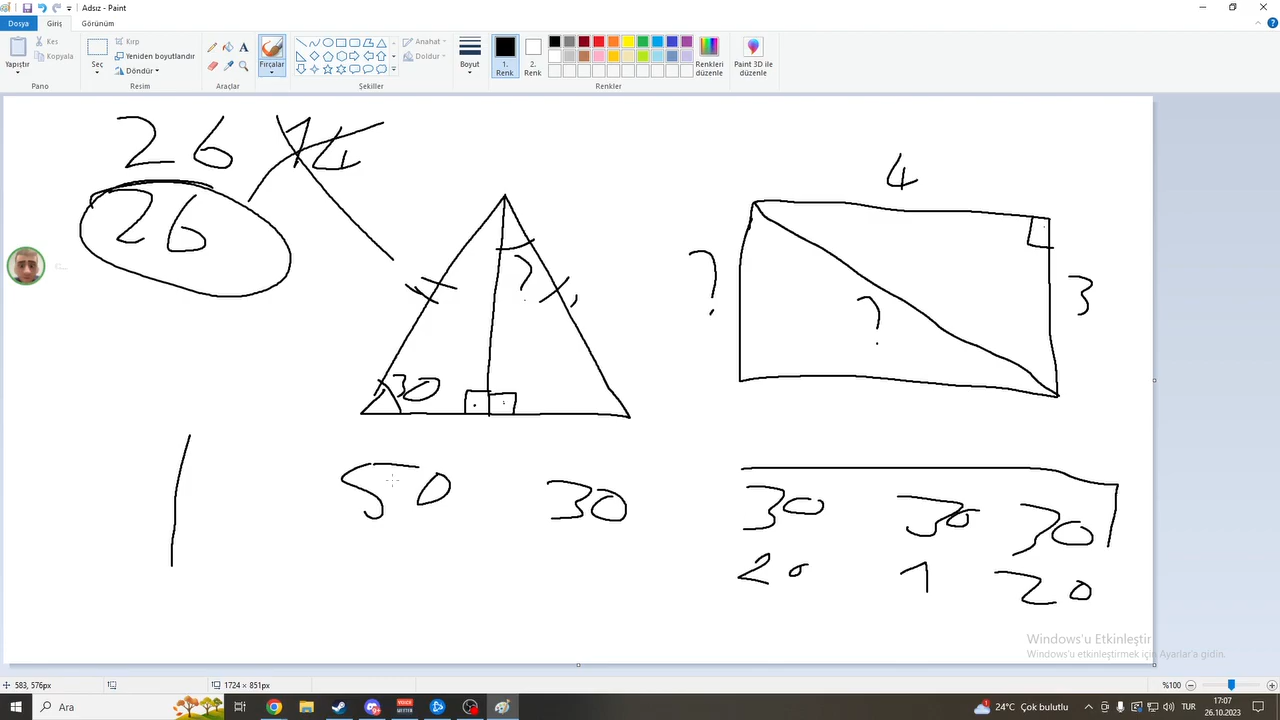 Adsız - Paint
Dosya Giriş Görünüm
Yapıştır
Kes
Kopyala
Seç
Kırp
Yeniden boyutlandır
Döndür
A
Fırçalar
Anahat
Doldur
Boyut
1. Renk
2. Renk
Renkleri düzenle
Paint 3D ile düzenle
Pano Resim Araçlar Şekiller Renkler
26 14
26
4
? ? 3
?
30
50 30 30 30 30
20 1 20
Windows'u Etkinleştir
Windows'u etkinleştirmek için Ayarlar'a gidin.
583, 576px 1724 × 851px %100
Ara VOICE MEETER 24°C Çok bulutlu TUR 17:07
26.10.2023